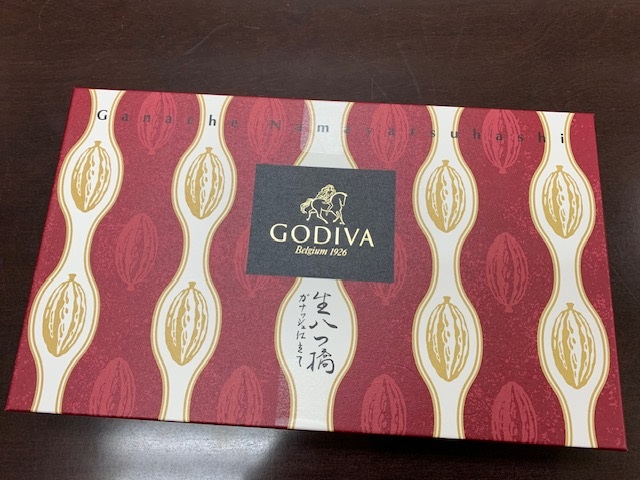 Ganache Namayatsuhashi
GODIVA
Belgium 1926
生八つ橋
ガナッシュ仕立て